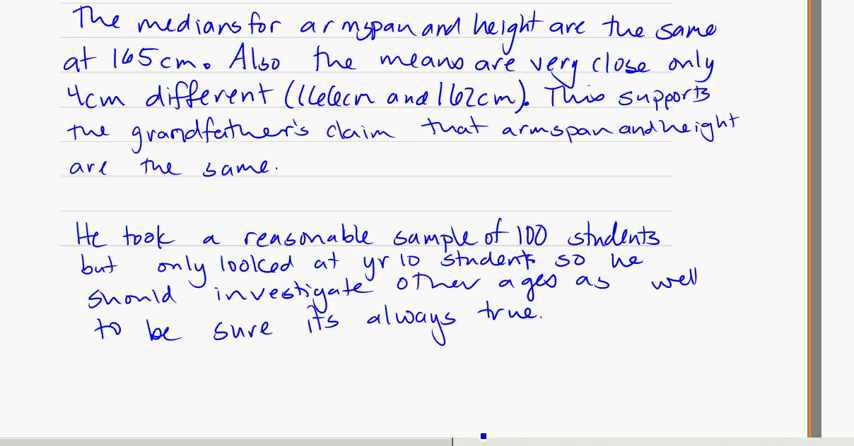 The medians for armspan and height are the same
at 165cm. Also the means are very close only
4cm different (166cm and 162cm). This supports
the grandfather's claim that armspan and height
are the same.
He took a reasonable sample of 100 students
but only looked at yr 10 students so he
should investigate other ages as well
to be sure its always true.